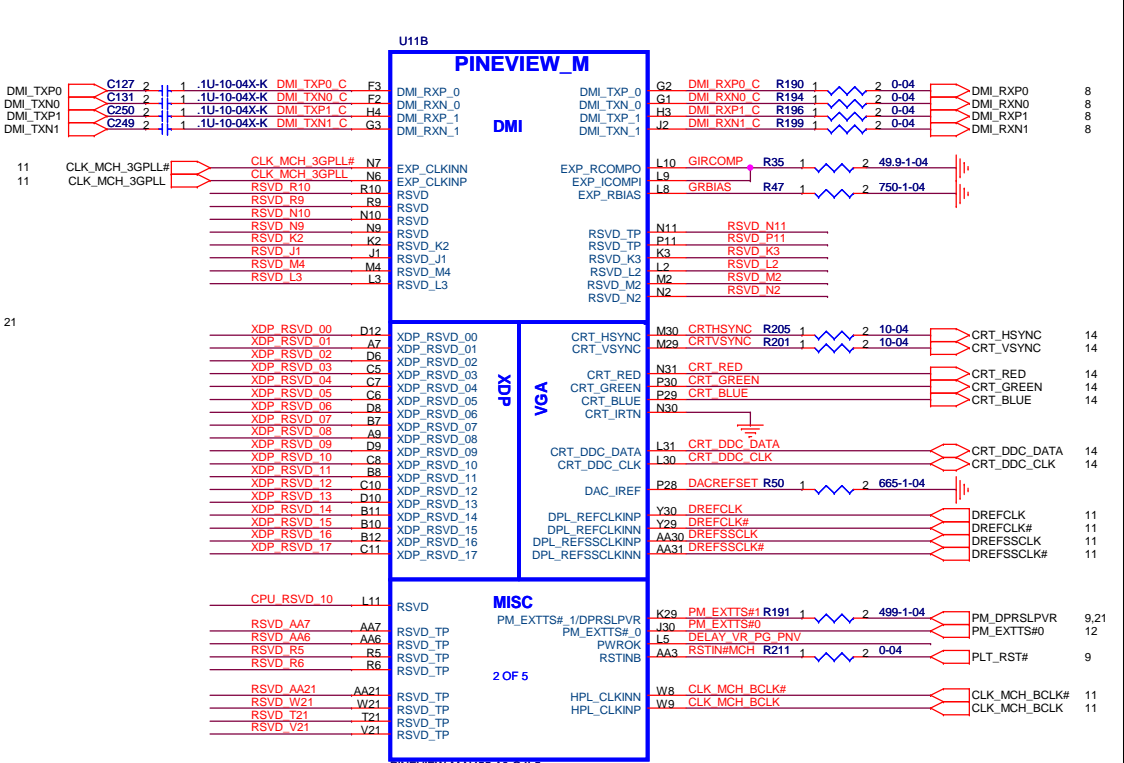 U11B
PINEVIEW_M
DMI_TXP0 C127 2 1 .1U-10-04X-K DMI_TXP0_C F3 DMI_RXP_0 DMI_TXP_0 G2 DMI_RXP0_C R190 1 2 0-04 DMI_RXP0 8
DMI_TXN0 C131 2 1 .1U-10-04X-K DMI_TXN0_C F2 DMI_RXN_0 DMI_TXN_0 G1 DMI_RXN0_C R194 1 2 0-04 DMI_RXN0 8
DMI_TXP1 C250 2 1 .1U-10-04X-K DMI_TXP1_C H4 DMI_RXP_1 DMI_TXP_1 H3 DMI_RXP1_C R196 1 2 0-04 DMI_RXP1 8
DMI_TXN1 C249 2 1 .1U-10-04X-K DMI_TXN1_C G3 DMI_RXN_1 DMI_TXN_1 J2 DMI_RXN1_C R199 1 2 0-04 DMI_RXN1 8
DMI
11 CLK_MCH_3GPLL# CLK_MCH_3GPLL# N7 EXP_CLKINN EXP_RCOMPO L10 GIRCOMP R35 1 2 49.9-1-04
11 CLK_MCH_3GPLL CLK_MCH_3GPLL N6 EXP_CLKINP EXP_ICOMPI L9
RSVD_R10 R10 RSVD EXP_RBIAS L8 GRBIAS R47 1 2 750-1-04
RSVD_R9 R9 RSVD
RSVD_N10 N10 RSVD
RSVD_N9 N9 RSVD RSVD_TP N11 RSVD_N11
RSVD_K2 K2 RSVD_K2 RSVD_TP P11 RSVD_P11
RSVD_J1 J1 RSVD_J1 RSVD_K3 K3 RSVD_K3
RSVD_M4 M4 RSVD_M4 RSVD_L2 L2 RSVD_L2
RSVD_L3 L3 RSVD_L3 RSVD_M2 M2 RSVD_M2
RSVD_N2 N2 RSVD_N2
21
XDP_RSVD_00 D12 XDP_RSVD_00 CRT_HSYNC M30 CRTHSYNC R205 1 2 10-04 CRT_HSYNC 14
XDP_RSVD_01 A7 XDP_RSVD_01 CRT_VSYNC M29 CRTVSYNC R201 1 2 10-04 CRT_VSYNC 14
XDP_RSVD_02 D6 XDP_RSVD_02
XDP_RSVD_03 C5 XDP_RSVD_03 CRT_RED N31 CRT_RED CRT_RED 14
XDP_RSVD_04 C7 XDP_RSVD_04 CRT_GREEN P30 CRT_GREEN CRT_GREEN 14
XDP_RSVD_05 C6 XDP_RSVD_05 CRT_BLUE P29 CRT_BLUE CRT_BLUE 14
XDP_RSVD_06 D8 XDP_RSVD_06 CRT_IRTN N30
XDP VGA
XDP_RSVD_07 B7 XDP_RSVD_07
XDP_RSVD_08 A9 XDP_RSVD_08
XDP_RSVD_09 D9 XDP_RSVD_09 CRT_DDC_DATA L31 CRT_DDC_DATA CRT_DDC_DATA 14
XDP_RSVD_10 C8 XDP_RSVD_10 CRT_DDC_CLK L30 CRT_DDC_CLK CRT_DDC_CLK 14
XDP_RSVD_11 B8 XDP_RSVD_11
XDP_RSVD_12 C10 XDP_RSVD_12 DAC_IREF P28 DACREFSET R50 1 2 665-1-04
XDP_RSVD_13 D10 XDP_RSVD_13
XDP_RSVD_14 B11 XDP_RSVD_14 DPL_REFCLKINP Y30 DREFCLK DREFCLK 11
XDP_RSVD_15 B10 XDP_RSVD_15 DPL_REFCLKINN Y29 DREFCLK# DREFCLK# 11
XDP_RSVD_16 B12 XDP_RSVD_16 DPL_REFSSCLKINP AA30 DREFSSCLK DREFSSCLK 11
XDP_RSVD_17 C11 XDP_RSVD_17 DPL_REFSSCLKINN AA31 DREFSSCLK# DREFSSCLK# 11
CPU_RSVD_10 L11 RSVD
MISC
PM_EXTTS#_1/DPRSLPVR K29 PM_EXTTS#1 R191 1 2 499-1-04 PM_DPRSLPVR 9,21
RSVD_AA7 AA7 RSVD_TP PM_EXTTS#_0 J30 PM_EXTTS#0 PM_EXTTS#0 12
RSVD_AA6 AA6 RSVD_TP PWROK L5 DELAY_VR_PG_PNV
RSVD_R5 R5 RSVD_TP RSTINB AA3 RSTIN#MCH R211 1 2 0-04 PLT_RST# 9
RSVD_R6 R6 RSVD_TP
2 OF 5
RSVD_AA21 AA21 RSVD_TP HPL_CLKINN W8 CLK_MCH_BCLK# CLK_MCH_BCLK# 11
RSVD_W21 W21 RSVD_TP HPL_CLKINP W9 CLK_MCH_BCLK CLK_MCH_BCLK 11
RSVD_T21 T21 RSVD_TP
RSVD_V21 V21 RSVD_TP